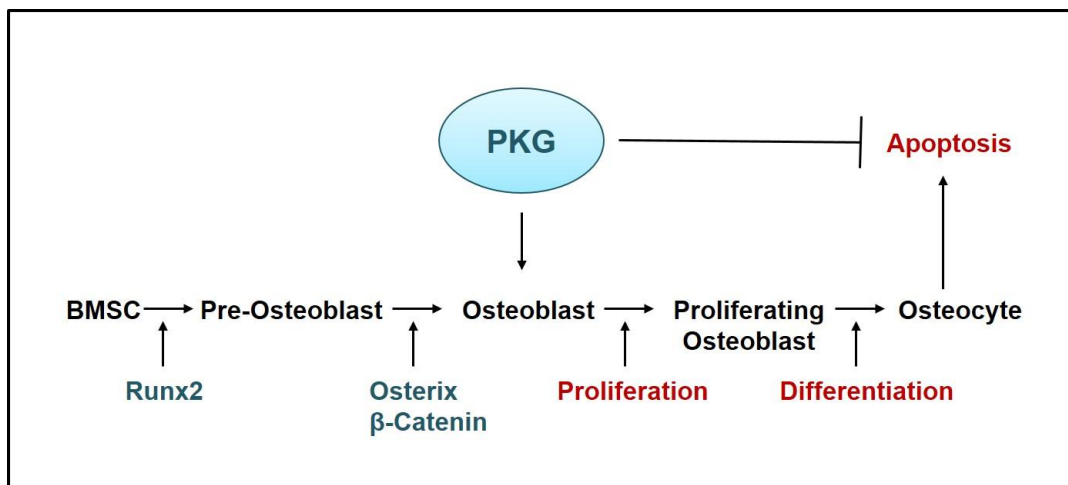 PKG
Apoptosis
BMSC
Pre-Osteoblast
Osteoblast
Proliferating
Osteoblast
Osteocyte
Runx2
Osterix
β-Catenin
Proliferation
Differentiation